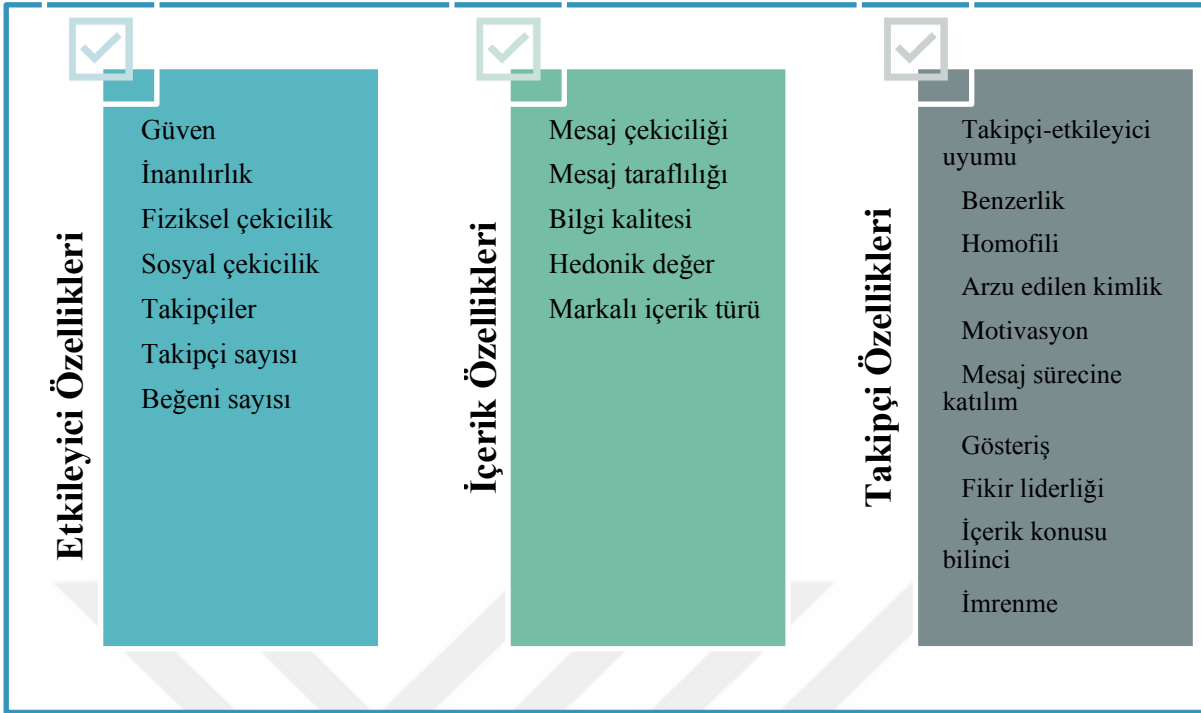 Etkileyici Özellikleri
Güven
İnanılırlık
Fiziksel çekicilik
Sosyal çekicilik
Takipçiler
Takipçi sayısı
Beğeni sayısı
İçerik Özellikleri
Mesaj çekiciliği
Mesaj taraflılığı
Bilgi kalitesi
Hedonik değer
Markalı içerik türü
Takipçi Özellikleri
Takipçi-etkileyici
uyumu
Benzerlik
Homofili
Arzu edilen kimlik
Motivasyon
Mesaj sürecine
katılım
Gösteriş
Fikir liderliği
İçerik konusu
bilinci
İmrenme